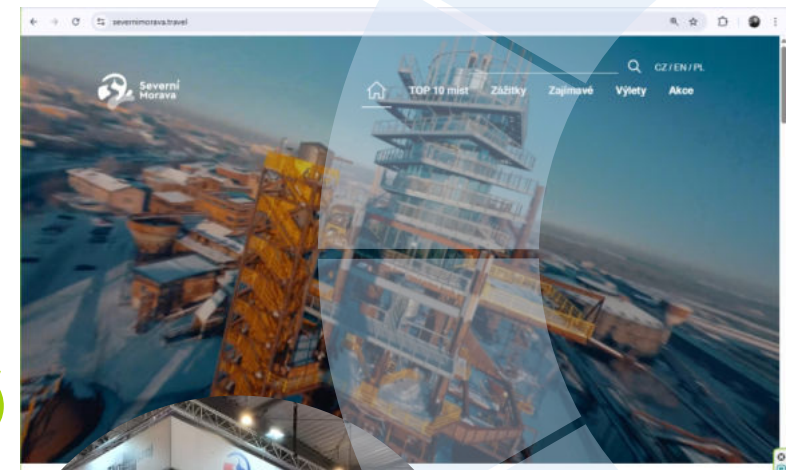 severnimorava.travel
CZ / EN / PL
Severní
Morava
TOP 10 míst
Zážitky
Zajímavé
Výlety
Akce